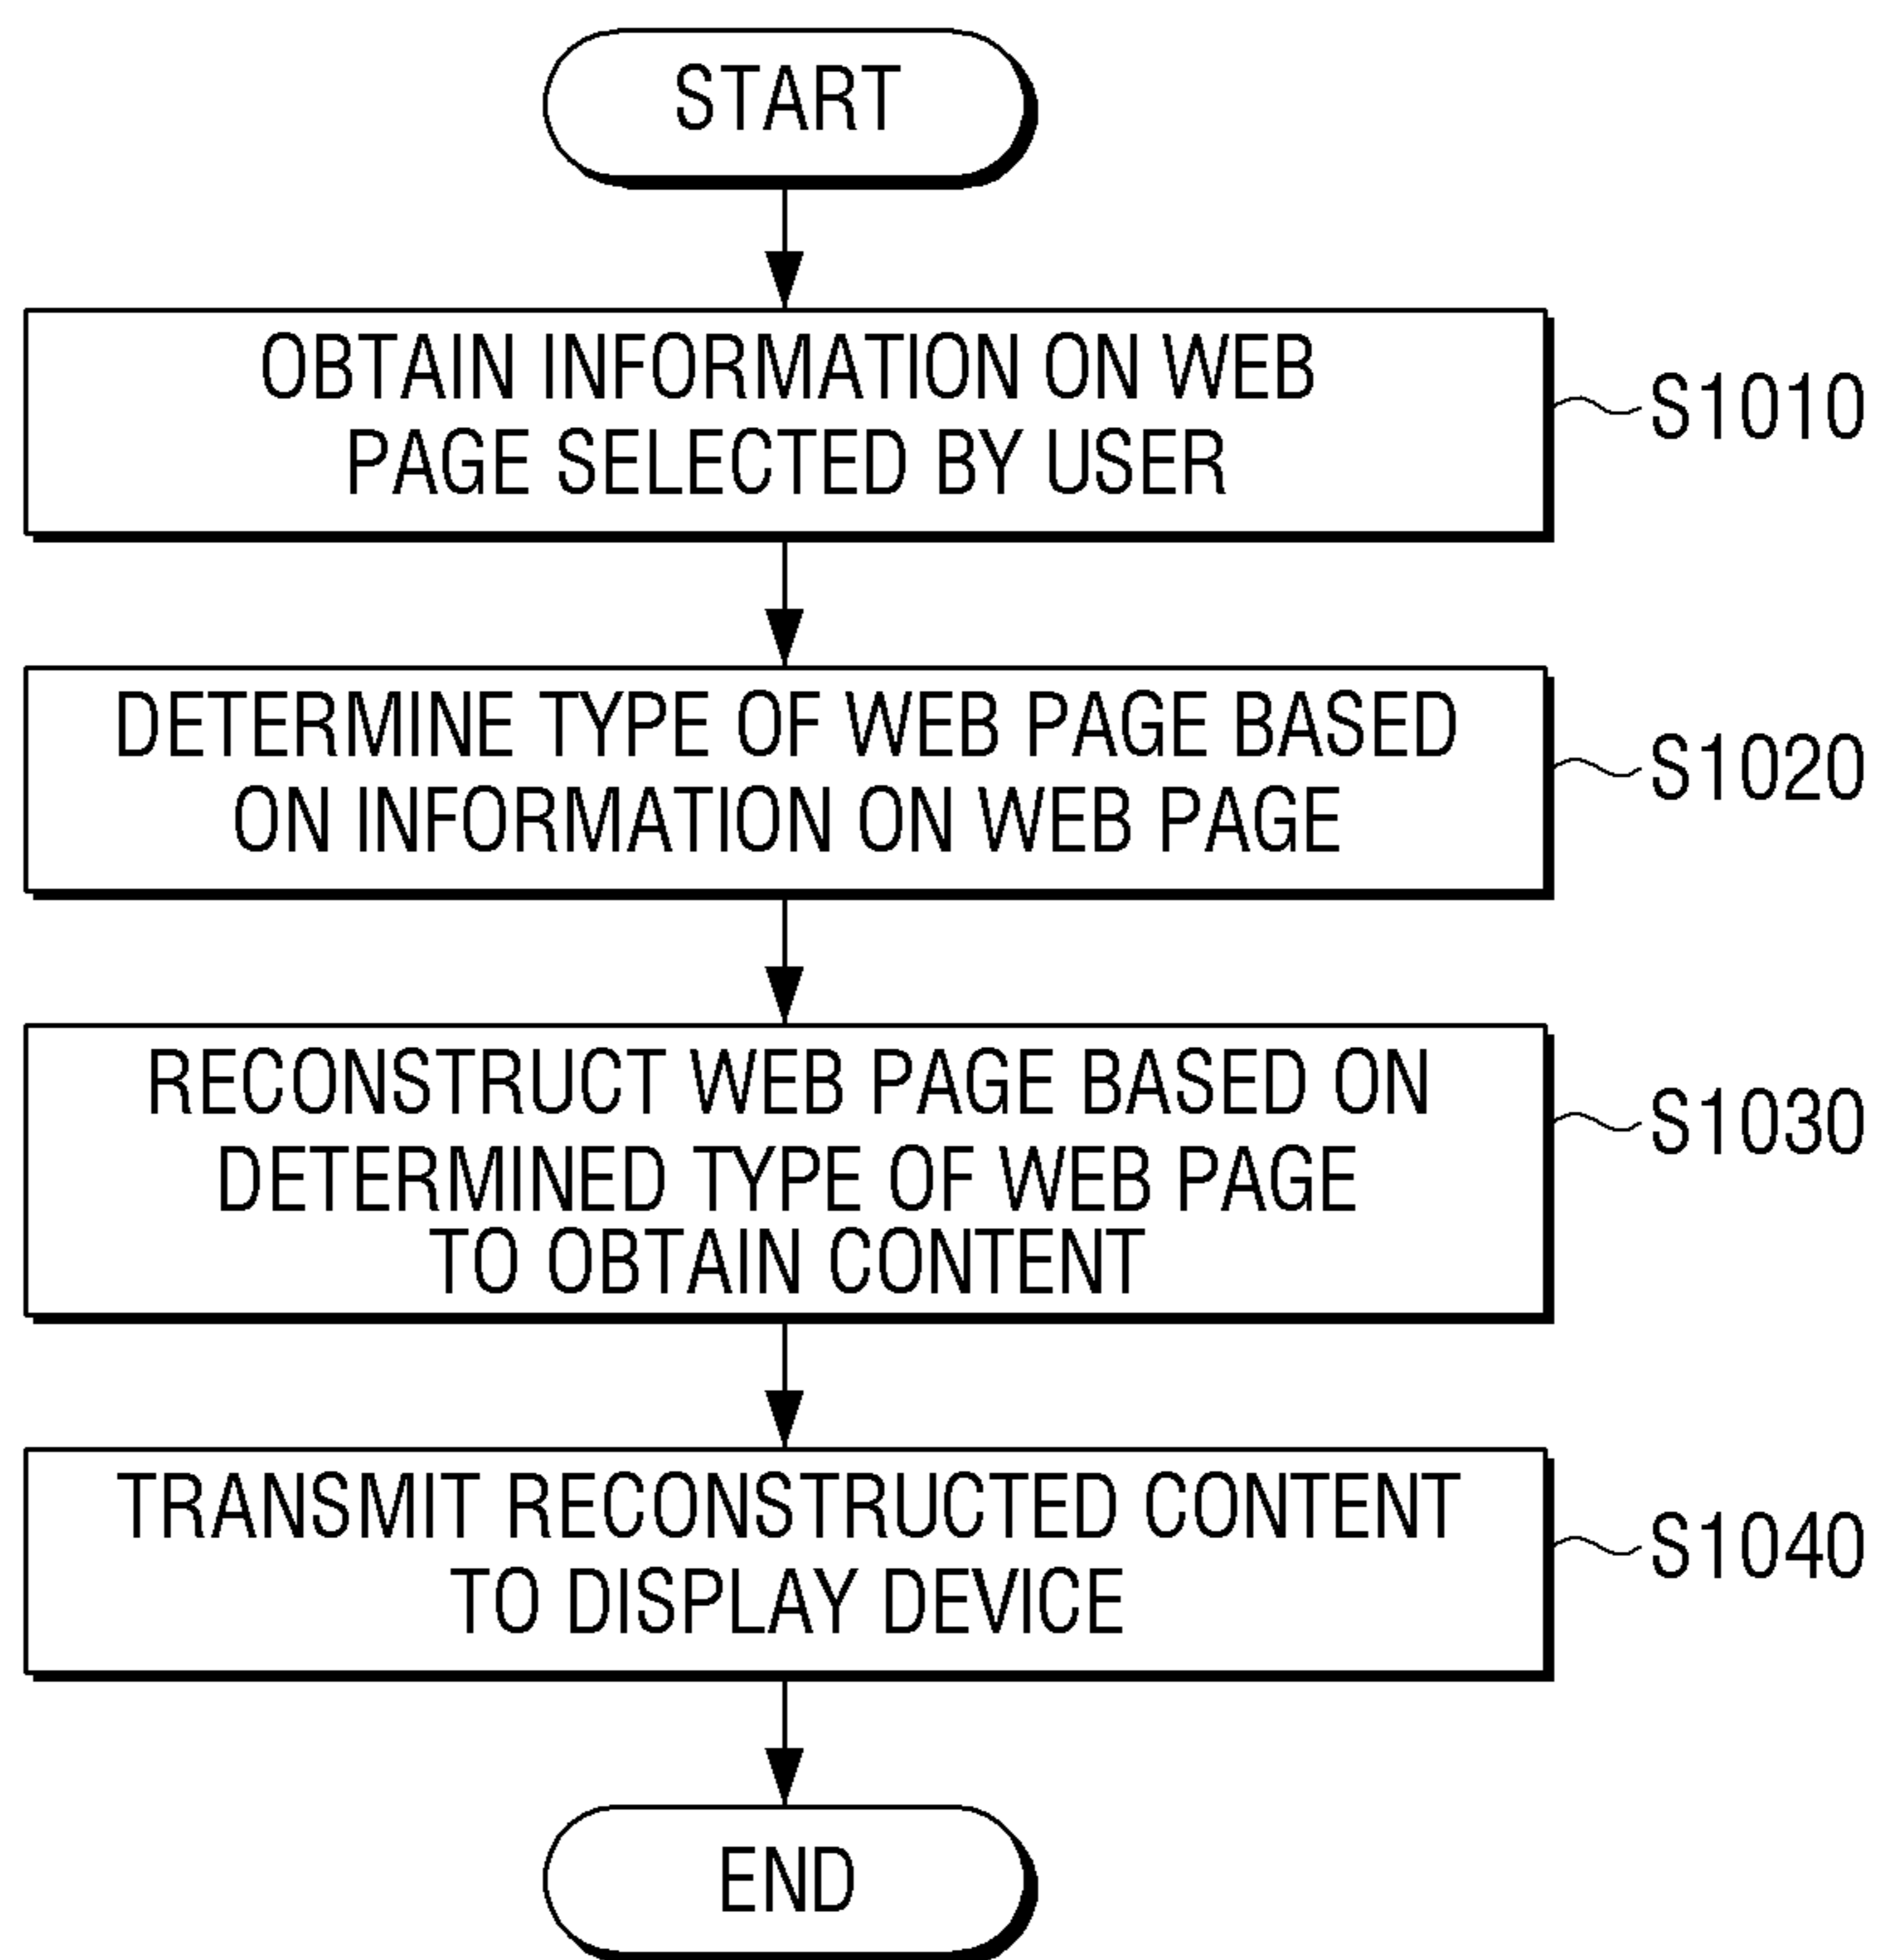 START
OBTAIN INFORMATION ON WEB
PAGE SELECTED BY USER
S1010
DETERMINE TYPE OF WEB PAGE BASED
ON INFORMATION ON WEB PAGE
S1020
RECONSTRUCT WEB PAGE BASED ON
DETERMINED TYPE OF WEB PAGE
TO OBTAIN CONTENT
S1030
TRANSMIT RECONSTRUCTED CONTENT
TO DISPLAY DEVICE
S1040
END